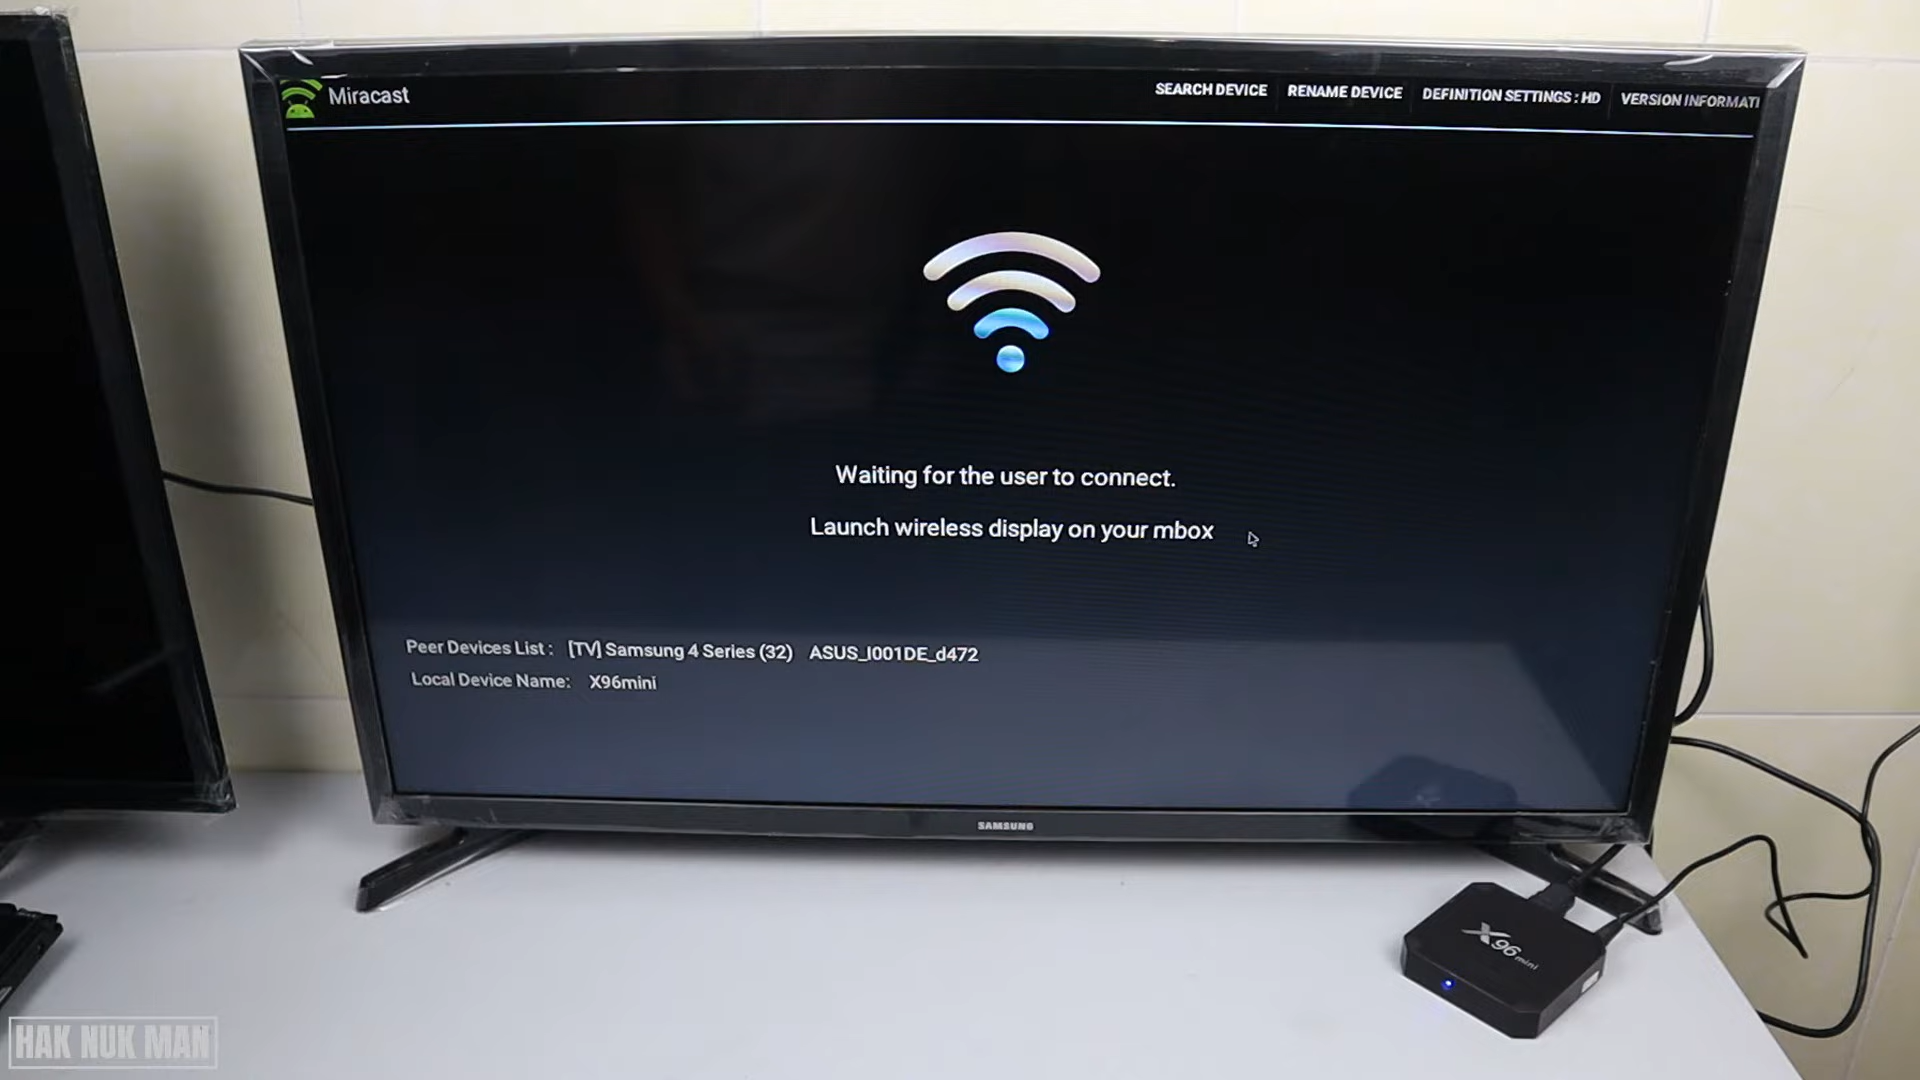 Miracast
SEARCH DEVICE RENAME DEVICE DEFINITION SETTINGS : HD VERSION INFORMATI
Waiting for the user to connect.
Launch wireless display on your mbox
Peer Devices List : [TV] Samsung 4 Series (32) ASUS_I001DE_d472
Local Device Name: X96mini
SAMSUNG
X96 mini
HAK NUK MAN